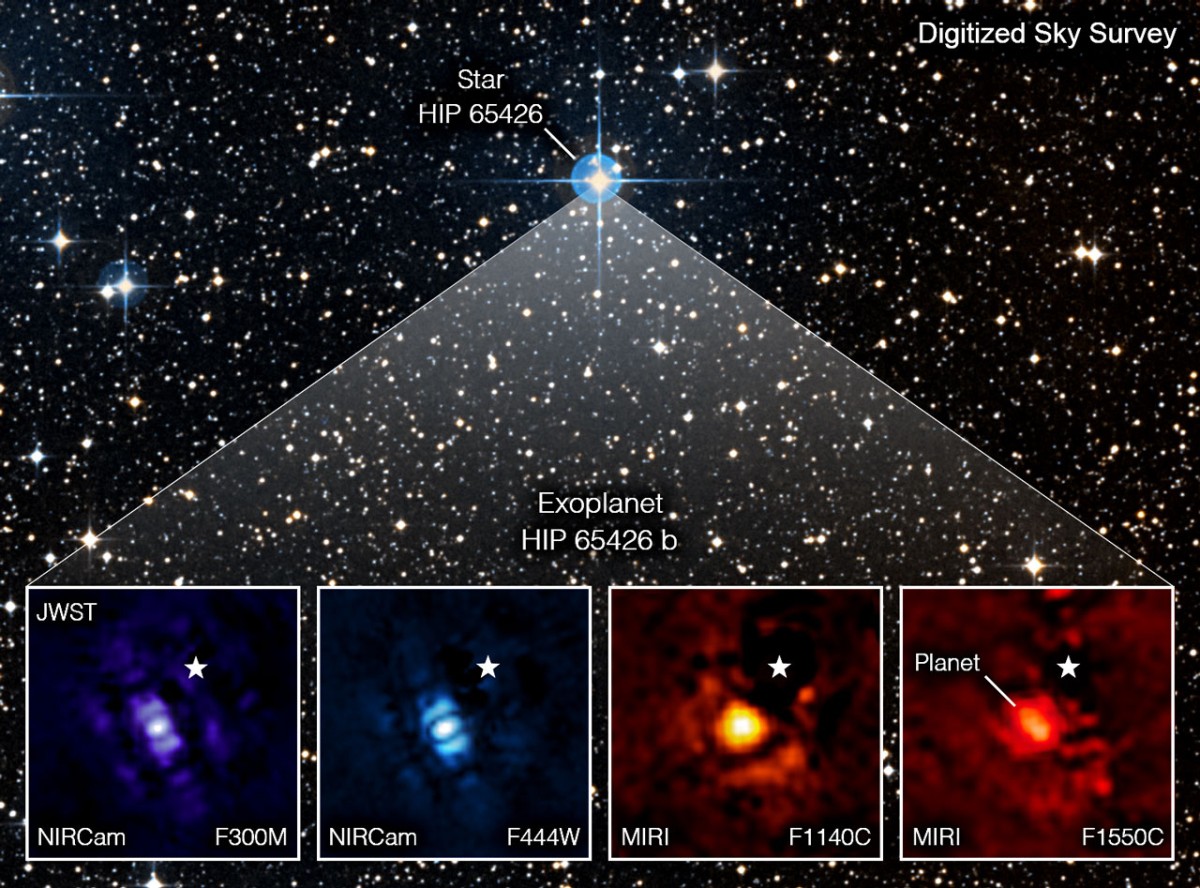 Digitized Sky Survey
Star
HIP 65426
Exoplanet
HIP 65426 b
JWST
NIRCam
F300M
NIRCam
F444W
MIRI
F1140C
Planet
MIRI
F1550C